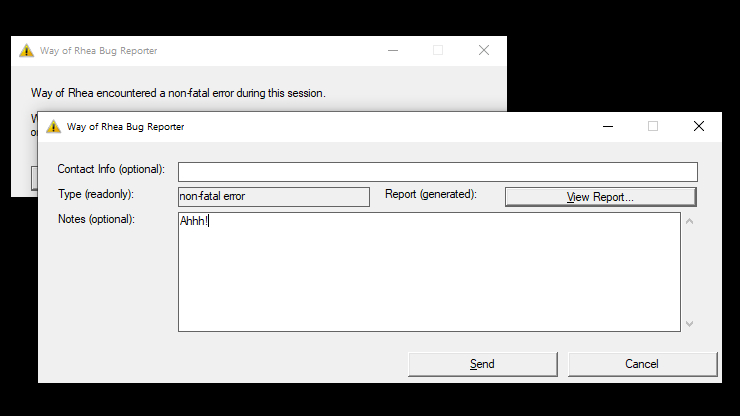 Way of Rhea Bug Reporter
Way of Rhea encountered a non-fatal error during this session.
Way of Rhea Bug Reporter
Contact Info (optional):
Type (readonly): non-fatal error Report (generated): View Report...
Notes (optional): Ahhh!
Send Cancel